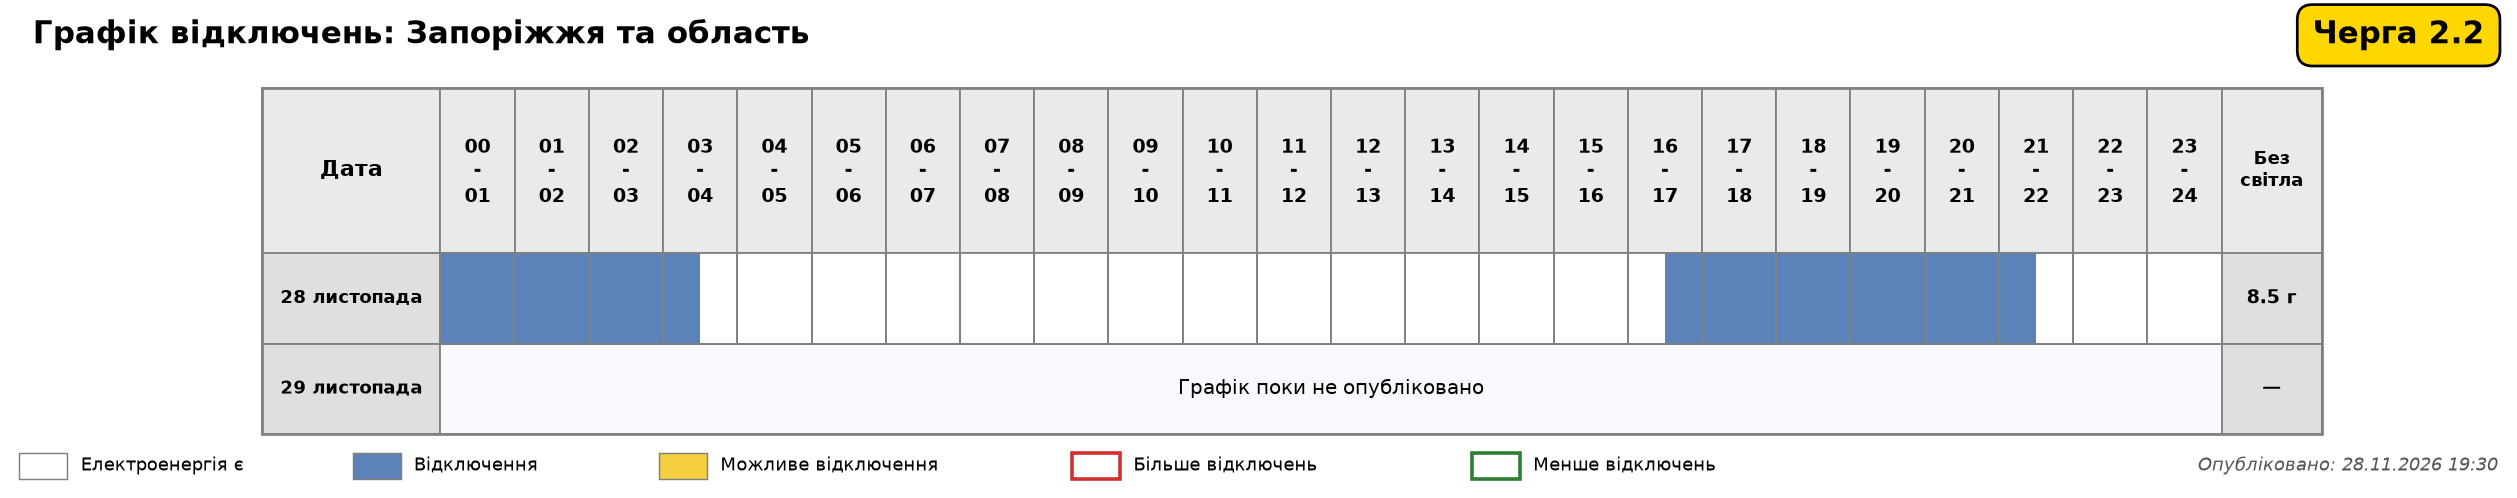 Графік відключень: Запоріжжя та область
Черга 2.2
Дата
00 - 01
01 - 02
02 - 03
03 - 04
04 - 05
05 - 06
06 - 07
07 - 08
08 - 09
09 - 10
10 - 11
11 - 12
12 - 13
13 - 14
14 - 15
15 - 16
16 - 17
17 - 18
18 - 19
19 - 20
20 - 21
21 - 22
22 - 23
23 - 24
Без
світла
28 листопада
8.5 г
29 листопада
Графік поки не опубліковано
—
Електроенергія є
Відключення
Можливе відключення
Більше відключень
Менше відключень
Опубліковано: 28.11.2026 19:30